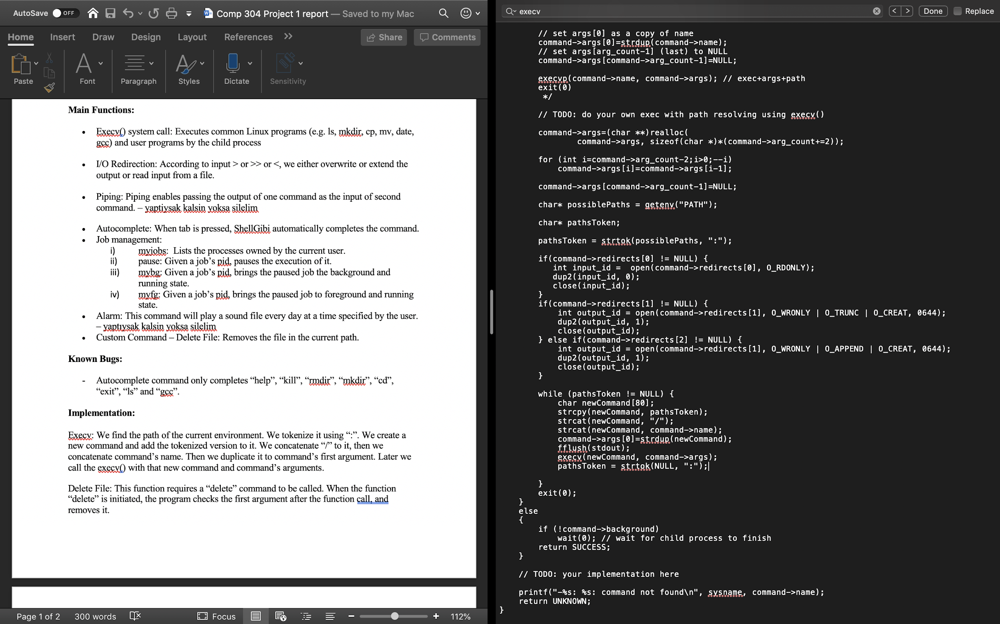 AutoSave OFF Comp 304 Project 1 report — Saved to my Mac
Home Insert Draw Design Layout References Share Comments
Paste Font Paragraph Styles Dictate Sensitivity
Main Functions:
• Execv() system call: Executes common Linux programs (e.g. ls, mkdir, cp, mv, date,
gcc) and user programs by the child process
• I/O Redirection: According to input > or >> or <, we either overwrite or extend the
output or read input from a file.
• Piping: Piping enables passing the output of one command as the input of second
command. – yaptiysak kalsin yoksa silelim
• Autocomplete: When tab is pressed, ShellGibi automatically completes the command.
• Job management:
i) myjobs: Lists the processes owned by the current user.
ii) pause: Given a job’s pid, pauses the execution of it.
iii) mybg: Given a job’s pid, brings the paused job the background and
running state.
iv) myfg: Given a job’s pid, brings the paused job to foreground and running
state.
• Alarm: This command will play a sound file every day at a time specified by the user.
– yaptıysak kalsin yoksa silelim
• Custom Command – Delete File: Removes the file in the current path.
Known Bugs:
- Autocomplete command only completes “help”, “kill”, “rmdir”, “mkdir”, “cd”,
“exit”, “ls” and “gcc”.
Implementation:
Execv: We find the path of the current environment. We tokenize it using “:”. We create a
new command and add the tokenized version to it. We concatenate “/” to it, then we
concatenate command’s name. Then we duplicate it to command’s first argument. Later we
call the execv() with that new command and command’s arguments.
Delete File: This function requires a “delete” command to be called. When the function
“delete” is initiated, the program checks the first argument after the function call, and
removes it.
Page 1 of 2 300 words Focus 112%
execv Done Replace
// set args[0] as a copy of name
command->args[0]=strdup(command->name);
// set args[arg_count-1] (last) to NULL
command->args[command->arg_count-1]=NULL;
execvp(command->name, command->args); // exec+args+path
exit(0)
*/
// TODO: do your own exec with path resolving using execv()
command->args=(char **)realloc(
command->args, sizeof(char *)*(command->arg_count+=2));
for (int i=command->arg_count-2;i>0;--i)
command->args[i]=command->args[i-1];
command->args[command->arg_count-1]=NULL;
char* possiblePaths = getenv("PATH");
char* pathsToken;
pathsToken = strtok(possiblePaths, ":");
if(command->redirects[0] != NULL) {
int input_id =  open(command->redirects[0], O_RDONLY);
dup2(input_id, 0);
close(input_id);
}
if(command->redirects[1] != NULL) {
int output_id = open(command->redirects[1], O_WRONLY | O_TRUNC | O_CREAT, 0644);
dup2(output_id, 1);
close(output_id);
} else if(command->redirects[2] != NULL) {
int output_id = open(command->redirects[1], O_WRONLY | O_APPEND | O_CREAT, 0644);
dup2(output_id, 1);
close(output_id);
}
while (pathsToken != NULL) {
char newCommand[80];
strcpy(newCommand, pathsToken);
strcat(newCommand, "/");
strcat(newCommand, command->name);
command->args[0]=strdup(newCommand);
fflush(stdout);
execv(newCommand, command->args);
pathsToken = strtok(NULL, ":");
}
exit(0);
}
else
{
if (!command->background)
wait(0); // wait for child process to finish
return SUCCESS;
}
// TODO: your implementation here
printf("-%s: %s: command not found\n", sysname, command->name);
return UNKNOWN;
}